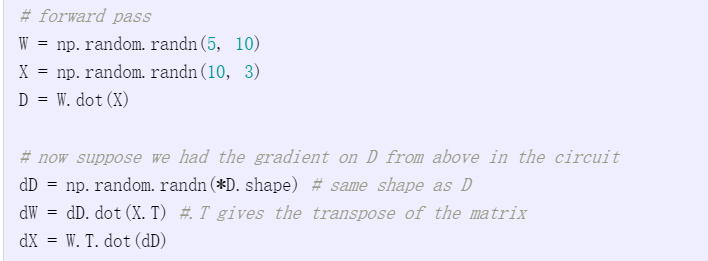 # forward pass
W = np.random.randn(5, 10)
X = np.random.randn(10, 3)
D = W.dot(X)
# now suppose we had the gradient on D from above in the circuit
dD = np.random.randn(*D.shape) # same shape as D
dW = dD.dot(X.T) #.T gives the transpose of the matrix
dX = W.T.dot(dD)